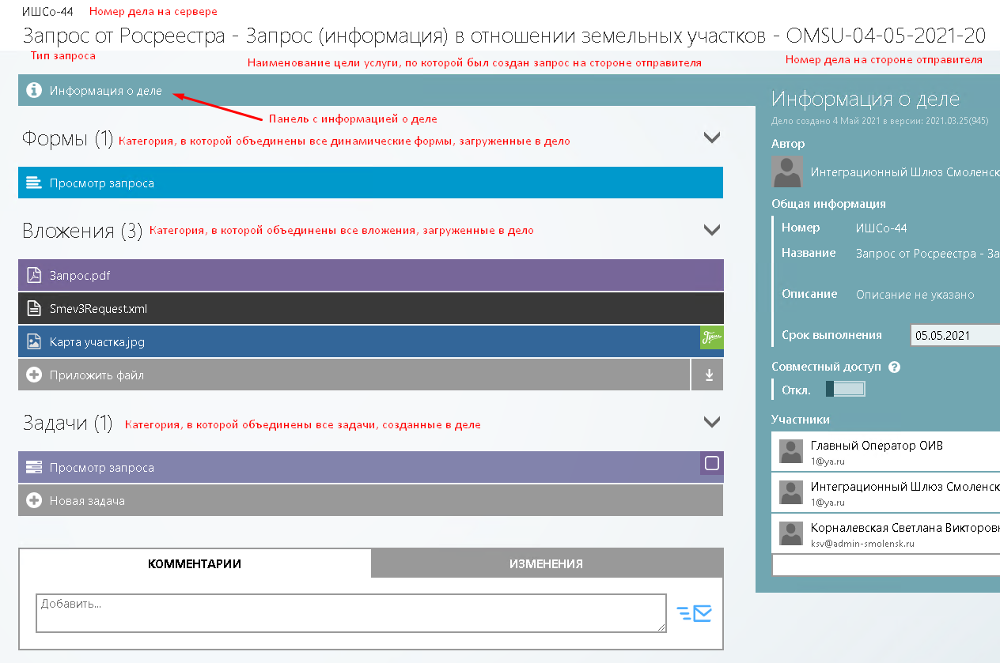 ИШСо-44 Номер дела на сервере
Запрос от Росреестра - Запрос (информация) в отношении земельных участков - OMSU-04-05-2021-20
Тип запроса
Наименование цели услуги, по которой был создан запрос на стороне отправителя
Номер дела на стороне отправителя
Информация о деле
Панель с информацией о деле
Формы (1) Категория, в которой объединены все динамические формы, загруженные в дело
Просмотр запроса
Вложения (3) Категория, в которой объединены все вложения, загруженные в дело
Запрос.pdf
Smev3Request.xml
Карта участка.jpg
Приложить файл
Задачи (1) Категория, в которой объединены все задачи, созданные в деле
Просмотр запроса
Новая задача
КОММЕНТАРИИ
ИЗМЕНЕНИЯ
Добавить...
Информация о деле
Дело создано 4 Май 2021 в версии: 2021.03.25(945)
Автор
Интеграционный Шлюз Смоленск
Общая информация
Номер ИШСо-44
Название Запрос от Росреестра - За
Описание Описание не указано
Срок выполнения 05.05.2021
Совместный доступ ?
Откл.
Участники
Главный Оператор ОИВ
1@ya.ru
Интеграционный Шлюз Смоленск
1@ya.ru
Корналевская Светлана Викторовн
ksv@admin-smolensk.ru